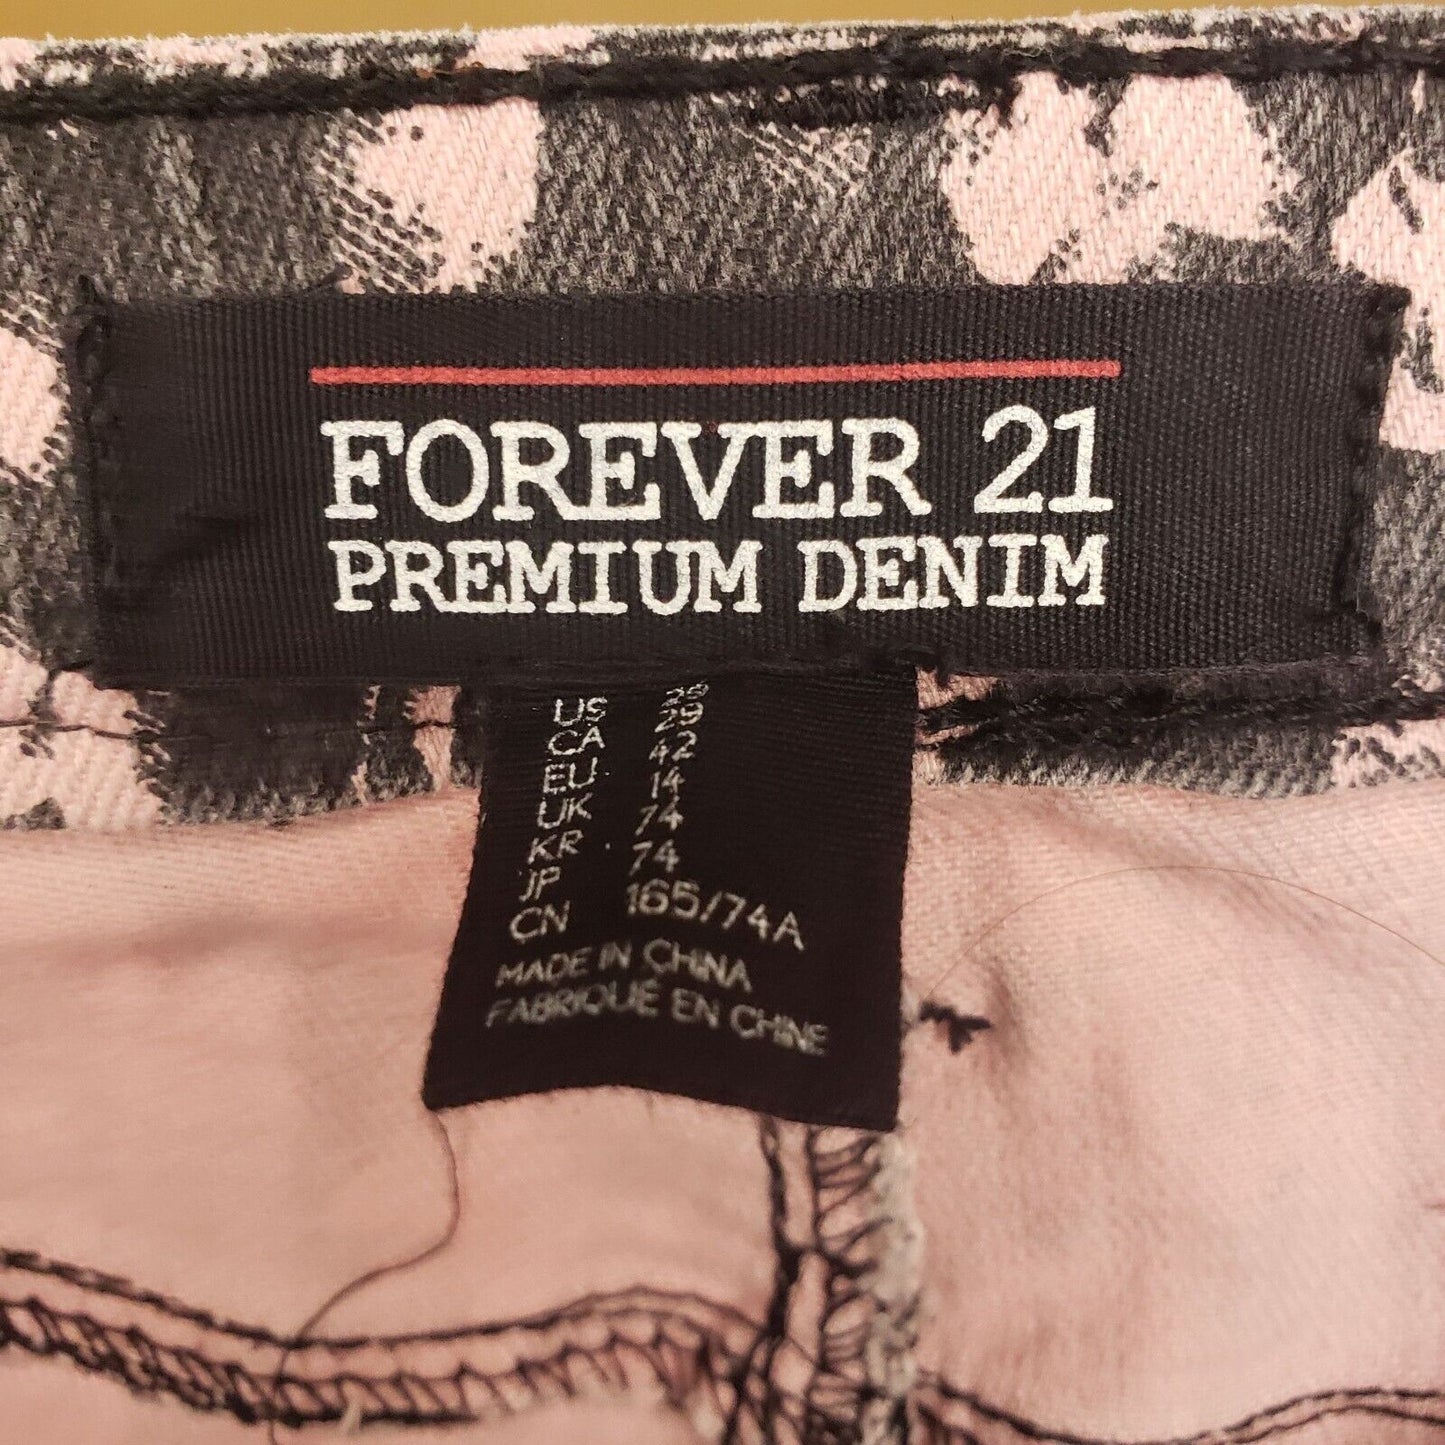 FOREVER 21
PREMIUM DENIM
US 29
CA 29
EU 42
UK 14
KR 74
JP 74
CN 165/74A
MADE IN CHINA
FABRIQUÉ EN CHINE